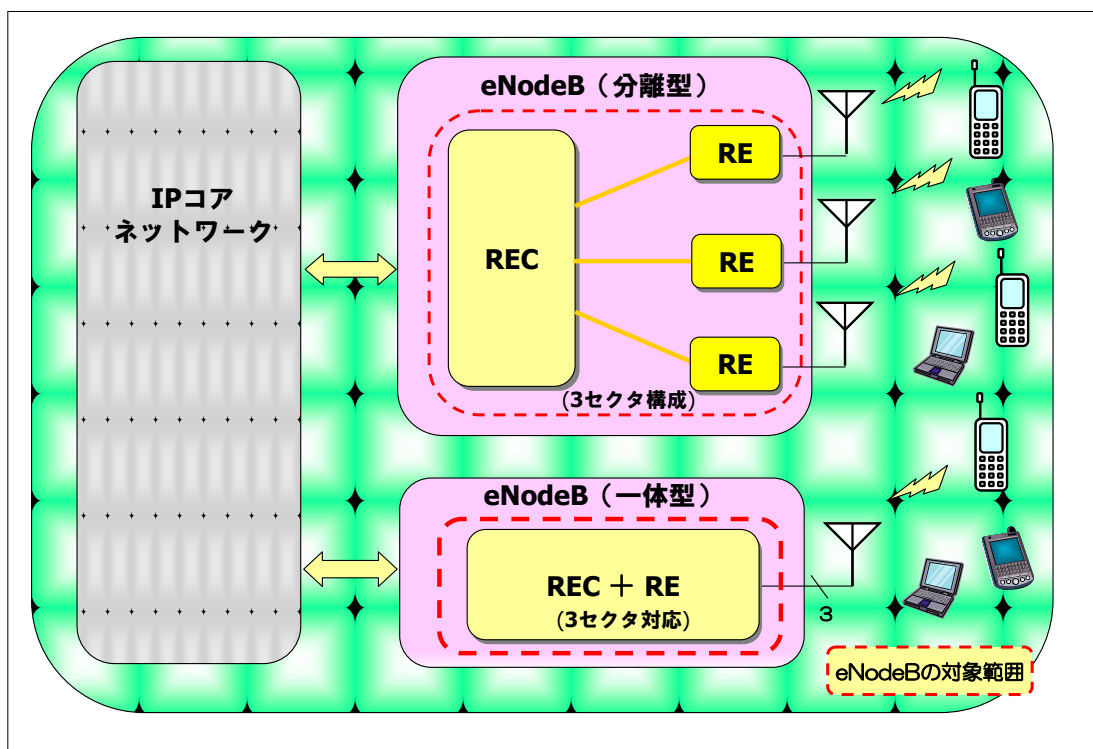 IPコア
ネットワーク
eNodeB（分離型）
REC
RE
RE
RE
(3セクタ構成)
eNodeB（一体型）
REC ＋ RE
(3セクタ対応)
3
eNodeBの対象範囲